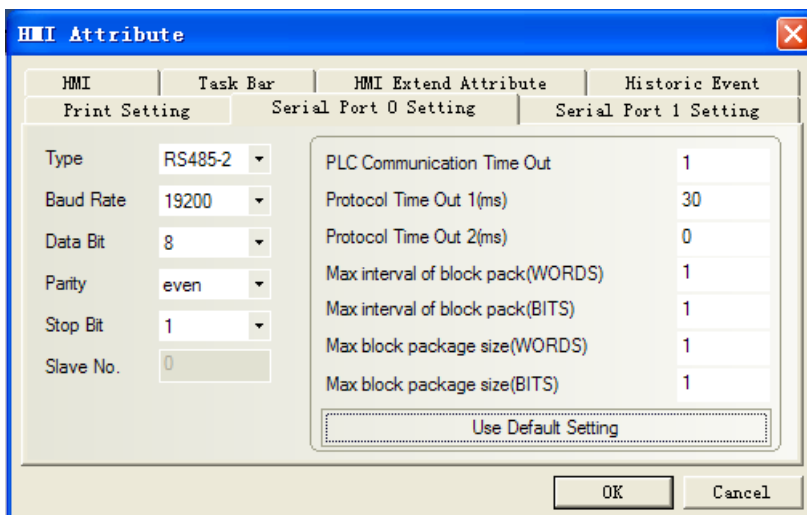 HMI Attribute
HMI
Task Bar
HMI Extend Attribute
Historic Event
Print Setting
Serial Port 0 Setting
Serial Port 1 Setting
Type RS485-2
Baud Rate 19200
Data Bit 8
Parity even
Stop Bit 1
Slave No. 0
PLC Communication Time Out 1
Protocol Time Out 1(ms) 30
Protocol Time Out 2(ms) 0
Max interval of block pack(WORDS) 1
Max interval of block pack(BITS) 1
Max block package size(WORDS) 1
Max block package size(BITS) 1
Use Default Setting
OK
Cancel